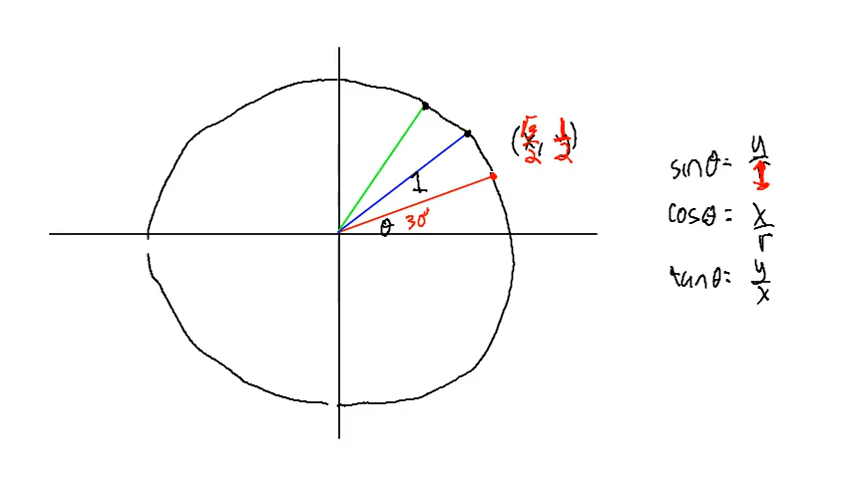 (√3/2, 1/2)
1
θ 30°
sinθ = y/1
cosθ = x/r
tanθ = y/x